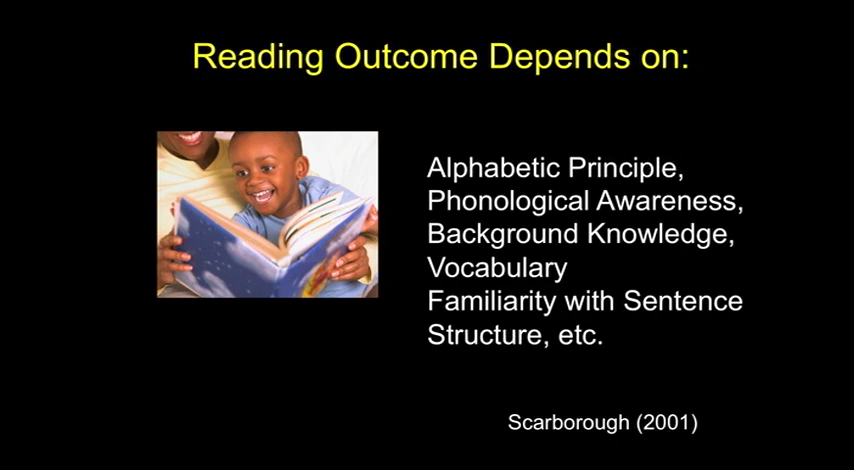 Reading Outcome Depends on:
Alphabetic Principle,
Phonological Awareness,
Background Knowledge,
Vocabulary
Familiarity with Sentence
Structure, etc.
Scarborough (2001)